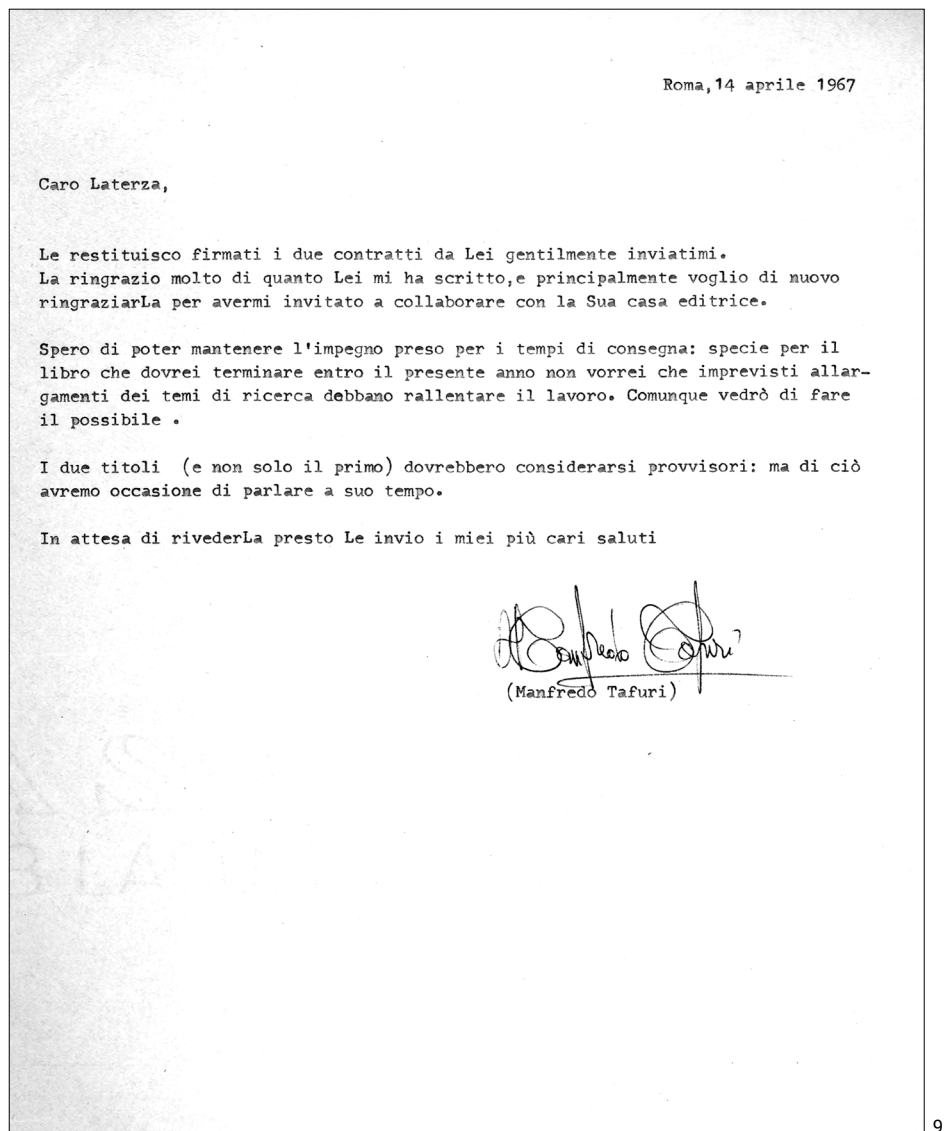 Roma,14 aprile 1967
Caro Laterza,
Le restituisco firmati i due contratti da Lei gentilmente inviatimi.
La ringrazio molto di quanto Lei mi ha scritto,e principalmente voglio di nuovo
ringraziarLa per avermi invitato a collaborare con la Sua casa editrice.
Spero di poter mantenere l'impegno preso per i tempi di consegna: specie per il
libro che dovrei terminare entro il presente anno non vorrei che imprevisti allar-
gamenti dei temi di ricerca debbano rallentare il lavoro. Comunque vedrò di fare
il possibile .
I due titoli (e non solo il primo) dovrebbero considerarsi provvisori: ma di ciò
avremo occasione di parlare a suo tempo.
In attesa di rivederLa presto Le invio i miei più cari saluti
Manfredo Tafuri
(Manfredo Tafuri)
9